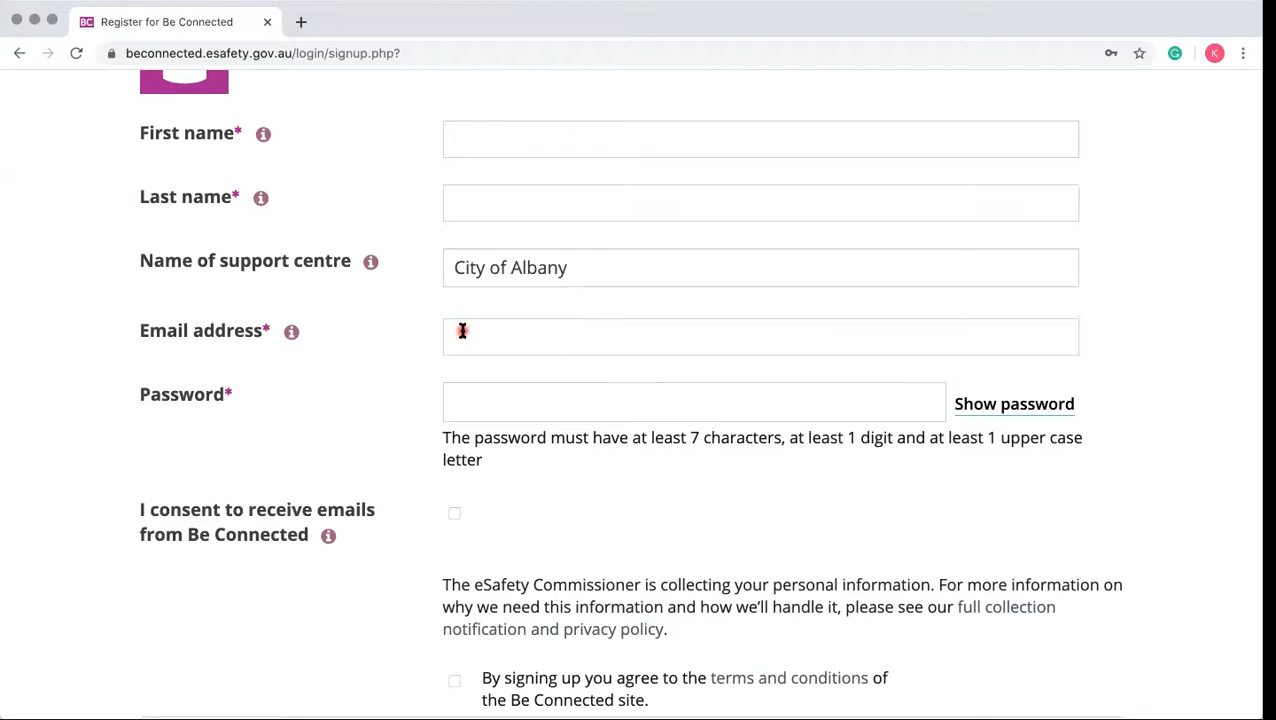 BC Register for Be Connected
beconnected.esafety.gov.au/login/signup.php?
K
First name*
Last name*
Name of support centre
City of Albany
Email address*
Password*
Show password
The password must have at least 7 characters, at least 1 digit and at least 1 upper case
letter
I consent to receive emails
from Be Connected
The eSafety Commissioner is collecting your personal information. For more information on
why we need this information and how we'll handle it, please see our full collection
notification and privacy policy.
By signing up you agree to the terms and conditions of
the Be Connected site.